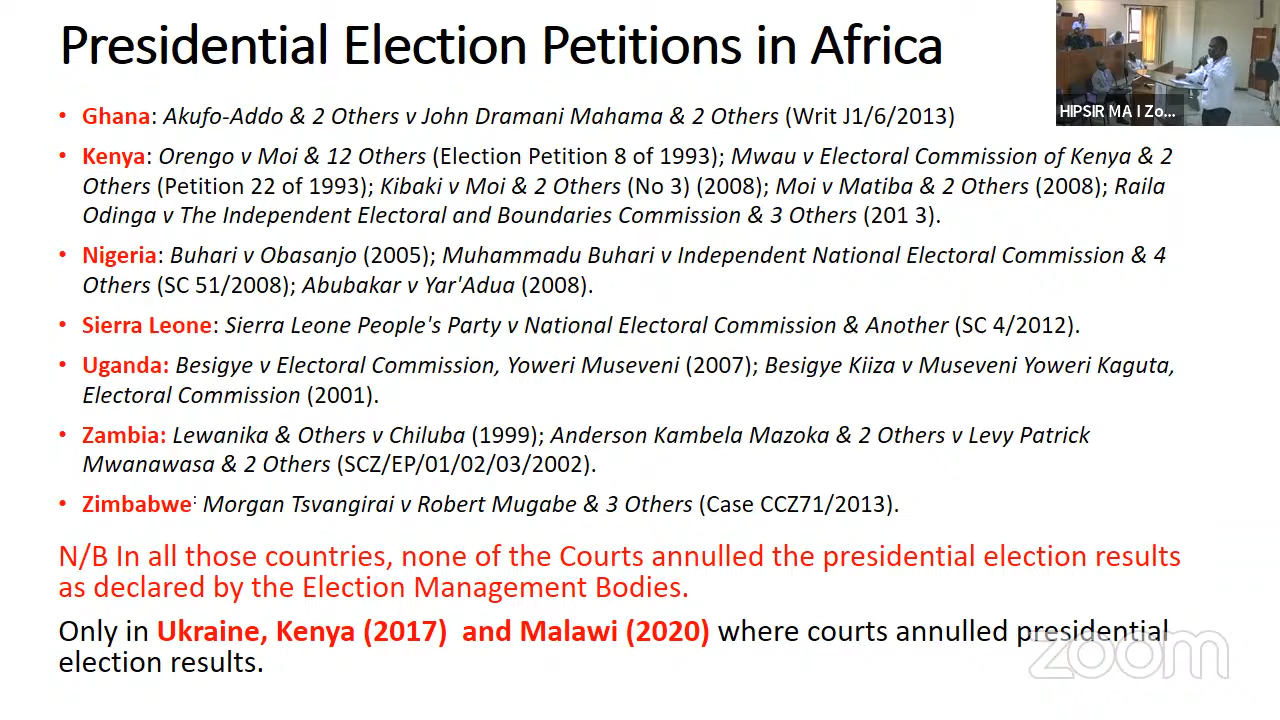 Presidential Election Petitions in Africa
HIPSIR MA I Zo...
• Ghana: Akufo-Addo & 2 Others v John Dramani Mahama & 2 Others (Writ J1/6/2013)
• Kenya: Orengo v Moi & 12 Others (Election Petition 8 of 1993); Mwau v Electoral Commission of Kenya & 2
Others (Petition 22 of 1993); Kibaki v Moi & 2 Others (No 3) (2008); Moi v Matiba & 2 Others (2008); Raila
Odinga v The Independent Electoral and Boundaries Commission & 3 Others (201 3).
• Nigeria: Buhari v Obasanjo (2005); Muhammadu Buhari v Independent National Electoral Commission & 4
Others (SC 51/2008); Abubakar v Yar'Adua (2008).
• Sierra Leone: Sierra Leone People's Party v National Electoral Commission & Another (SC 4/2012).
• Uganda: Besigye v Electoral Commission, Yoweri Museveni (2007); Besigye Kiiza v Museveni Yoweri Kaguta,
Electoral Commission (2001).
• Zambia: Lewanika & Others v Chiluba (1999); Anderson Kambela Mazoka & 2 Others v Levy Patrick
Mwanawasa & 2 Others (SCZ/EP/01/02/03/2002).
• Zimbabwe: Morgan Tsvangirai v Robert Mugabe & 3 Others (Case CCZ71/2013).
N/B In all those countries, none of the Courts annulled the presidential election results
as declared by the Election Management Bodies.
Only in Ukraine, Kenya (2017) and Malawi (2020) where courts annulled presidential
election results.
zoom